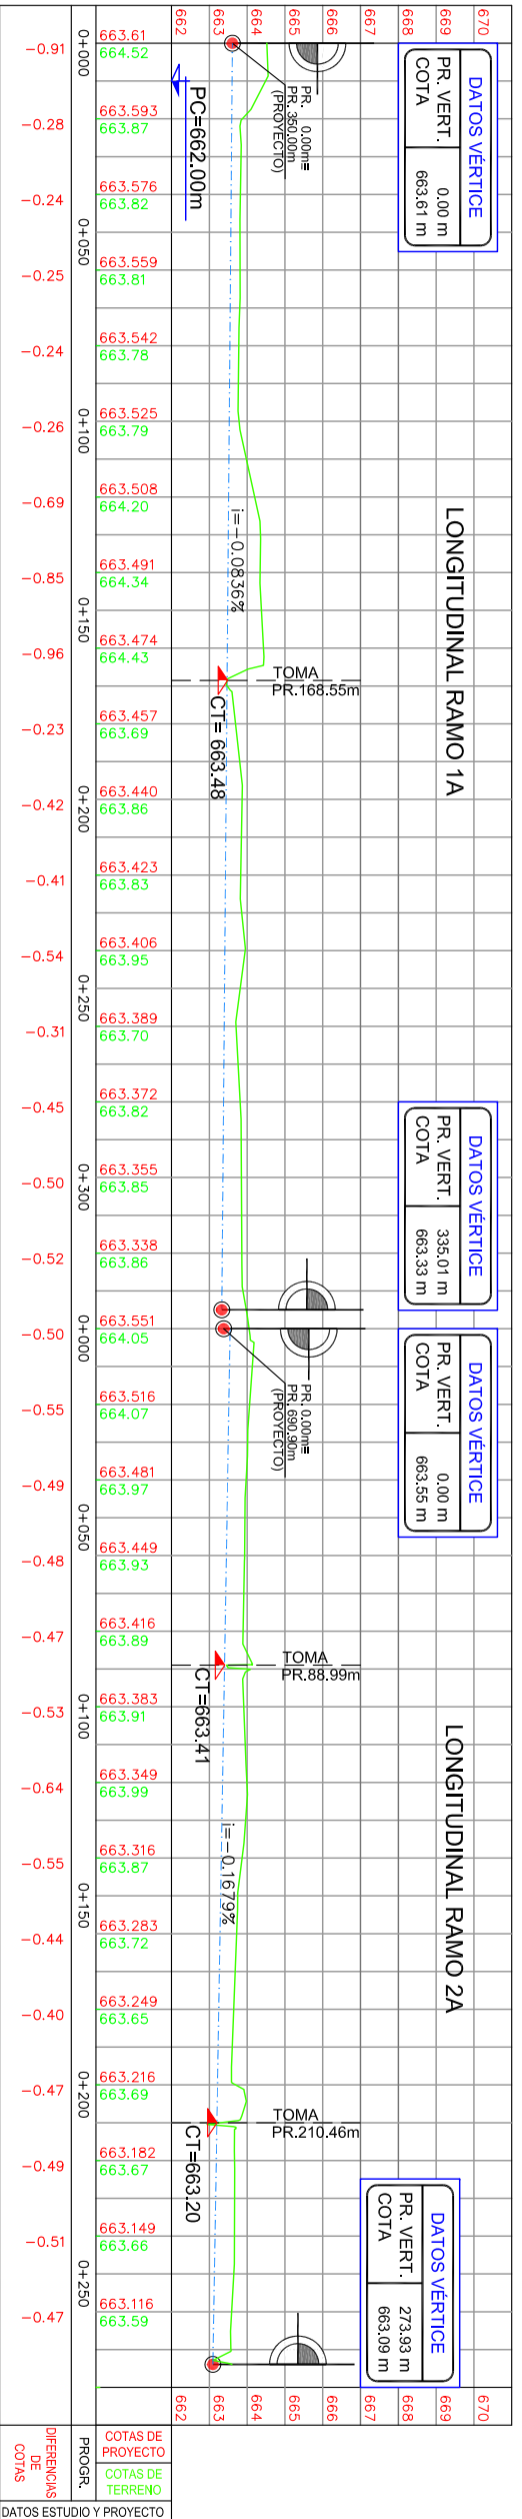 LONGITUDINAL RAMO 1A
LONGITUDINAL RAMO 2A
DATOS VÉRTICE
PR. VERT. 0.00 m
COTA 663.61 m
DATOS VÉRTICE
PR. VERT. 335.01 m
COTA 663.33 m
DATOS VÉRTICE
PR. VERT. 0.00 m
COTA 663.55 m
DATOS VÉRTICE
PR. VERT. 273.93 m
COTA 663.09 m
670
669
668
667
666
665
664
663
662
670
669
668
667
666
665
664
663
662
PR. 0.00m=
PR. 350.00m
(PROYECTO)
PC=662.00m
i=-0.0836%
TOMA
PR.168.55m
CT= 663.48
PR. 0.00m=
PR. 690.90m
(PROYECTO)
TOMA
PR.88.99m
CT=663.41
i=-0.1679%
TOMA
PR.210.46m
CT=663.20
663.61 663.593 663.576 663.559 663.542 663.525 663.508 663.491 663.474 663.457 663.440 663.423 663.406 663.389 663.372 663.355 663.338 663.551 663.516 663.481 663.449 663.416 663.383 663.349 663.316 663.283 663.249 663.216 663.182 663.149 663.116 COTAS DE PROYECTO
664.52 663.87 663.82 663.81 663.78 663.79 664.20 664.34 664.43 663.69 663.86 663.83 663.95 663.70 663.82 663.85 663.86 664.05 664.07 663.97 663.93 663.89 663.91 663.99 663.87 663.72 663.65 663.69 663.67 663.66 663.59 COTAS DE TERRENO
0+000 0+050 0+100 0+150 0+200 0+250 0+300 0+000 0+050 0+100 0+150 0+200 0+250 PROGR.
-0.91 -0.28 -0.24 -0.25 -0.24 -0.26 -0.69 -0.85 -0.96 -0.23 -0.42 -0.41 -0.54 -0.31 -0.45 -0.50 -0.52 -0.50 -0.55 -0.49 -0.48 -0.47 -0.53 -0.64 -0.55 -0.44 -0.40 -0.47 -0.49 -0.51 -0.47 DIFERENCIAS DE COTAS
DATOS ESTUDIO Y PROYECTO